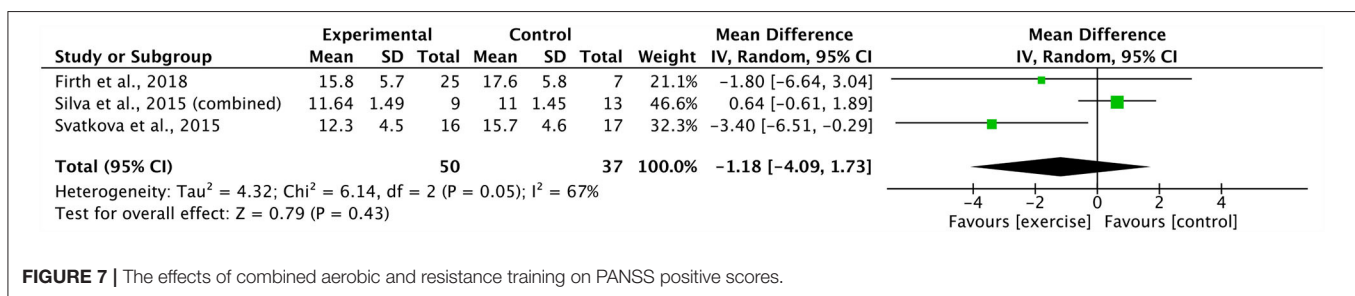 Experimental Control Mean Difference Mean Difference
Study or Subgroup Mean SD Total Mean SD Total Weight IV, Random, 95% CI IV, Random, 95% CI
Firth et al., 2018 15.8 5.7 25 17.6 5.8 7 21.1% −1.80 [−6.64, 3.04]
Silva et al., 2015 (combined) 11.64 1.49 9 11 1.45 13 46.6% 0.64 [−0.61, 1.89]
Svatkova et al., 2015 12.3 4.5 16 15.7 4.6 17 32.3% −3.40 [−6.51, −0.29]
Total (95% CI) 50 37 100.0% −1.18 [−4.09, 1.73]
Heterogeneity: Tau² = 4.32; Chi² = 6.14, df = 2 (P = 0.05); I² = 67%
Test for overall effect: Z = 0.79 (P = 0.43)
−4 −2 0 2 4
Favours [exercise] Favours [control]
FIGURE 7 | The effects of combined aerobic and resistance training on PANSS positive scores.